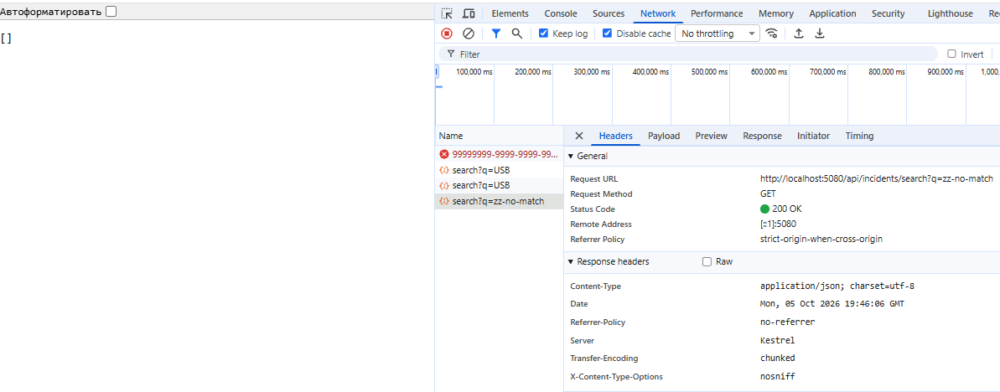 Автоформатировать
[]
Elements Console Sources Network Performance Memory Application Security Lighthouse Re
Keep log Disable cache No throttling
Filter Invert
100,000 ms 200,000 ms 300,000 ms 400,000 ms 500,000 ms 600,000 ms 700,000 ms 800,000 ms 900,000 ms 1,000,
Name
99999999-9999-9999-99...
search?q=USB
search?q=USB
search?q=zz-no-match
Headers Payload Preview Response Initiator Timing
General
Request URL http://localhost:5080/api/incidents/search?q=zz-no-match
Request Method GET
Status Code 200 OK
Remote Address [::1]:5080
Referrer Policy strict-origin-when-cross-origin
Response headers Raw
Content-Type application/json; charset=utf-8
Date Mon, 05 Oct 2026 19:46:06 GMT
Referrer-Policy no-referrer
Server Kestrel
Transfer-Encoding chunked
X-Content-Type-Options nosniff